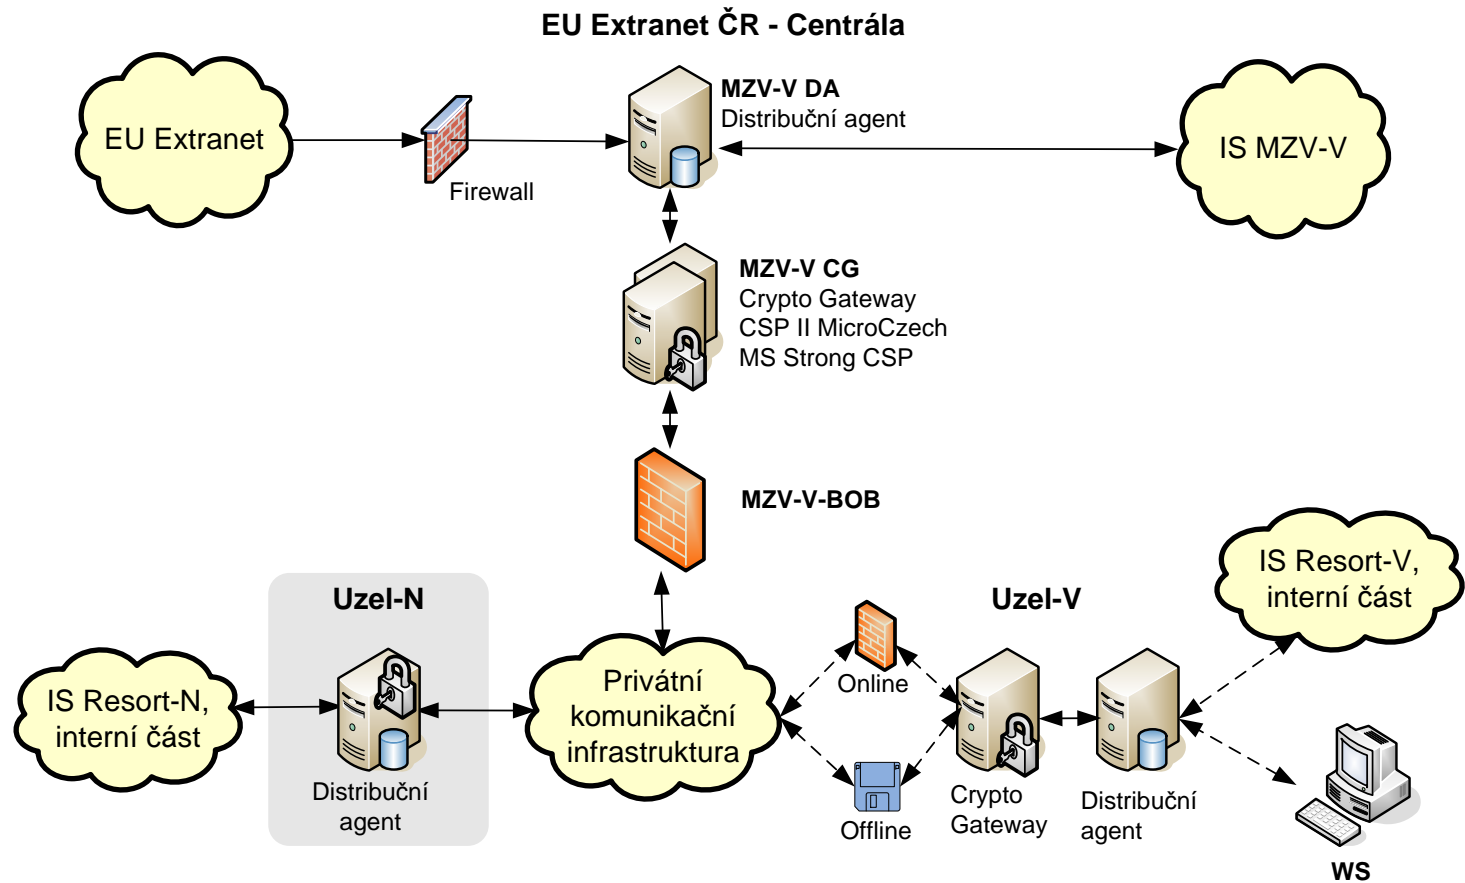 EU Extranet ČR - Centrála
EU Extranet
Firewall
MZV-V DA
Distribuční agent
IS MZV-V
MZV-V CG
Crypto Gateway
CSP II MicroCzech
MS Strong CSP
MZV-V-BOB
Uzel-N
IS Resort-N,
interní část
Distribuční
agent
Privátní
komunikační
infrastruktura
Uzel-V
Online
Offline
Crypto
Gateway
Distribuční
agent
IS Resort-V,
interní část
WS